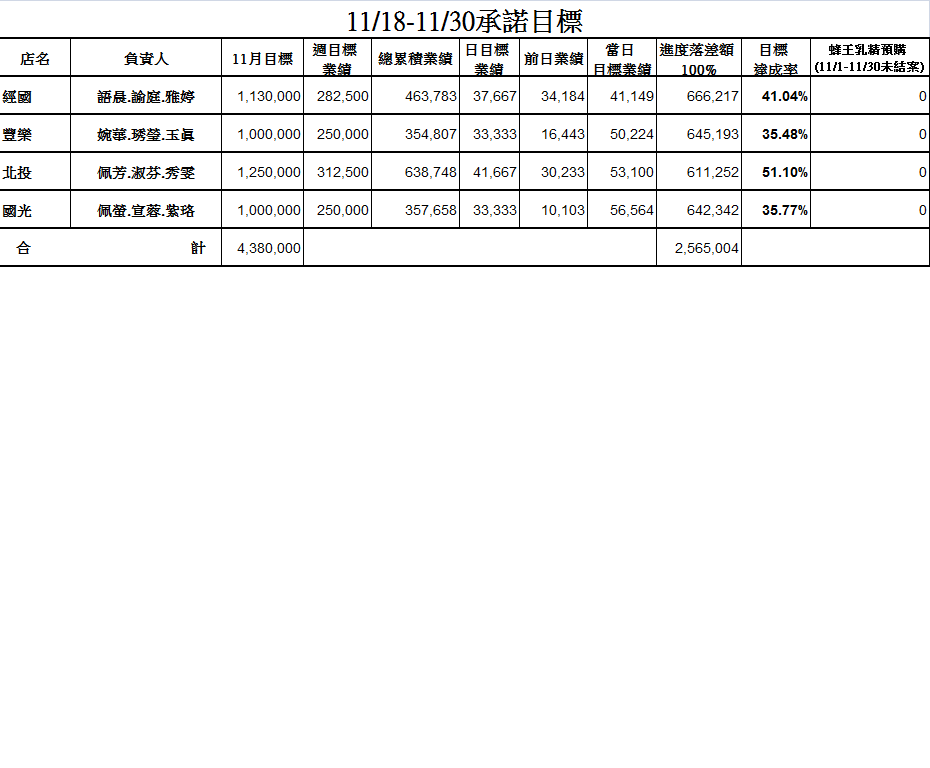 11/18-11/30承諾目標
店名 負責人 11月目標 週目標業績 總累積業績 日目標業績 前日業績 當日目標業績 進度落差額100% 目標達成率 蜂王乳精預購(11/1-11/30未結案)
經國 語晨.諭庭.雅婷 1,130,000 282,500 463,783 37,667 34,184 41,149 666,217 41.04% 0
豐樂 婉華.琇瑩.玉眞 1,000,000 250,000 354,807 33,333 16,443 50,224 645,193 35.48% 0
北投 佩芳.淑芬.秀雯 1,250,000 312,500 638,748 41,667 30,233 53,100 611,252 51.10% 0
國光 佩螢.宣蓉.紫珞 1,000,000 250,000 357,658 33,333 10,103 56,564 642,342 35.77% 0
合 計 4,380,000 2,565,004